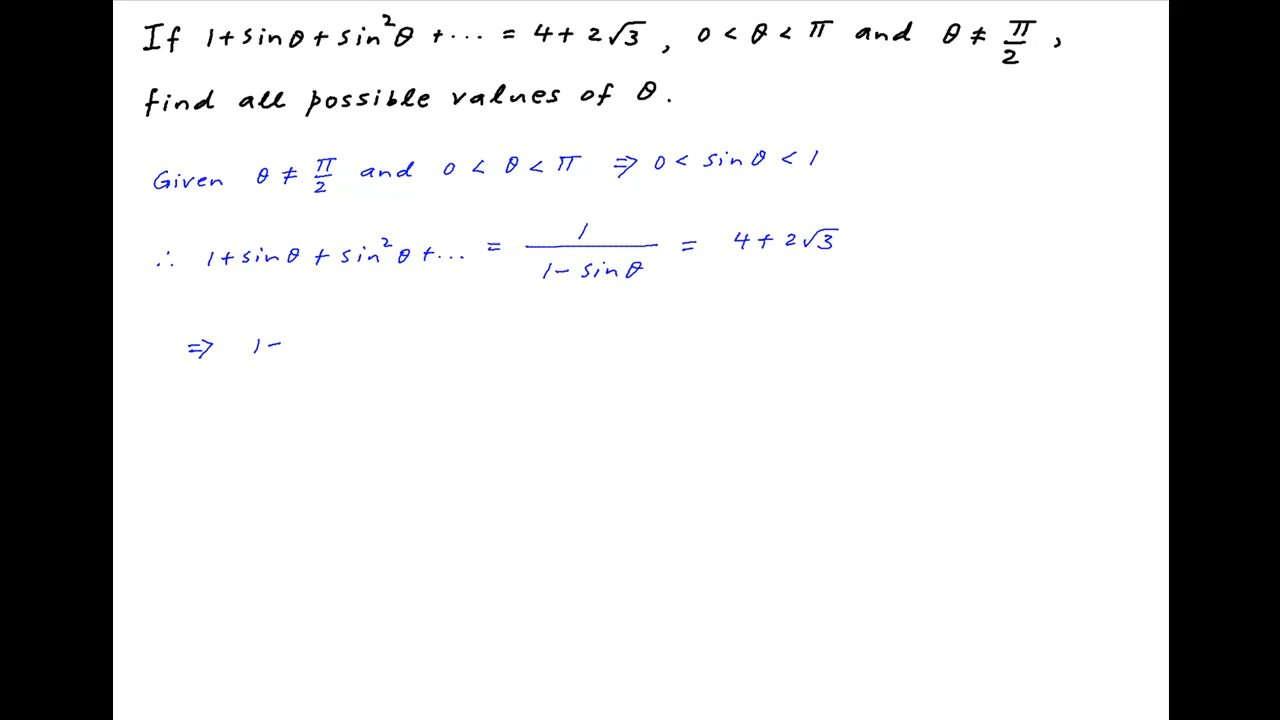 If 1 + sinθ + sin²θ + ... = 4 + 2√3 , 0 < θ < π and θ ≠ π/2 ,
find all possible values of θ .
Given θ ≠ π/2 and 0 < θ < π ⇒ 0 < sinθ < 1
∴ 1 + sinθ + sin²θ + ... = 1/(1 - sinθ) = 4 + 2√3
⇒ 1 -